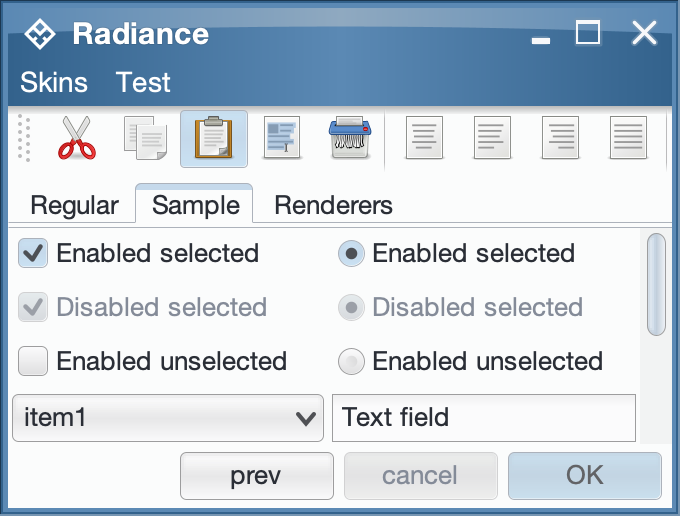 Radiance
Skins Test
Regular Sample Renderers
Enabled selected Enabled selected
Disabled selected Disabled selected
Enabled unselected Enabled unselected
item1 Text field
prev cancel OK